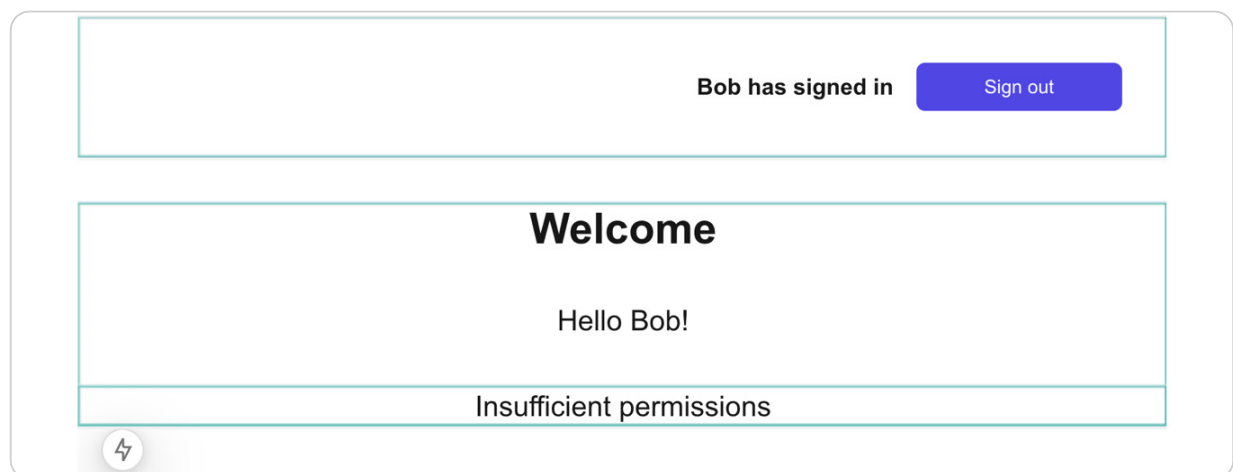 Bob has signed in
Sign out
Welcome
Hello Bob!
Insufficient permissions